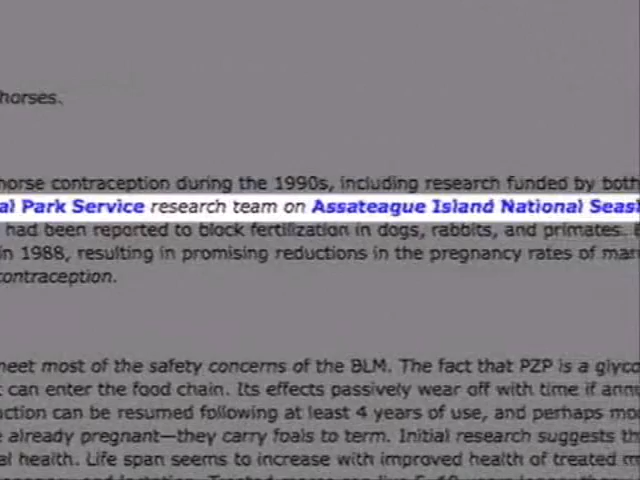 horses.
horse contraception during the 1990s, including research funded by both
al Park Service research team on Assateague Island National Seas
had been reported to block fertilization in dogs, rabbits, and primates.
in 1988, resulting in promising reductions in the pregnancy rates of mar
contraception.
meet most of the safety concerns of the BLM. The fact that PZP is a glyco
can enter the food chain. Its effects passively wear off with time if annu
ction can be resumed following at least 4 years of use, and perhaps mo
already pregnant—they carry foals to term. Initial research suggests th
al health. Life span seems to increase with improved health of treated m